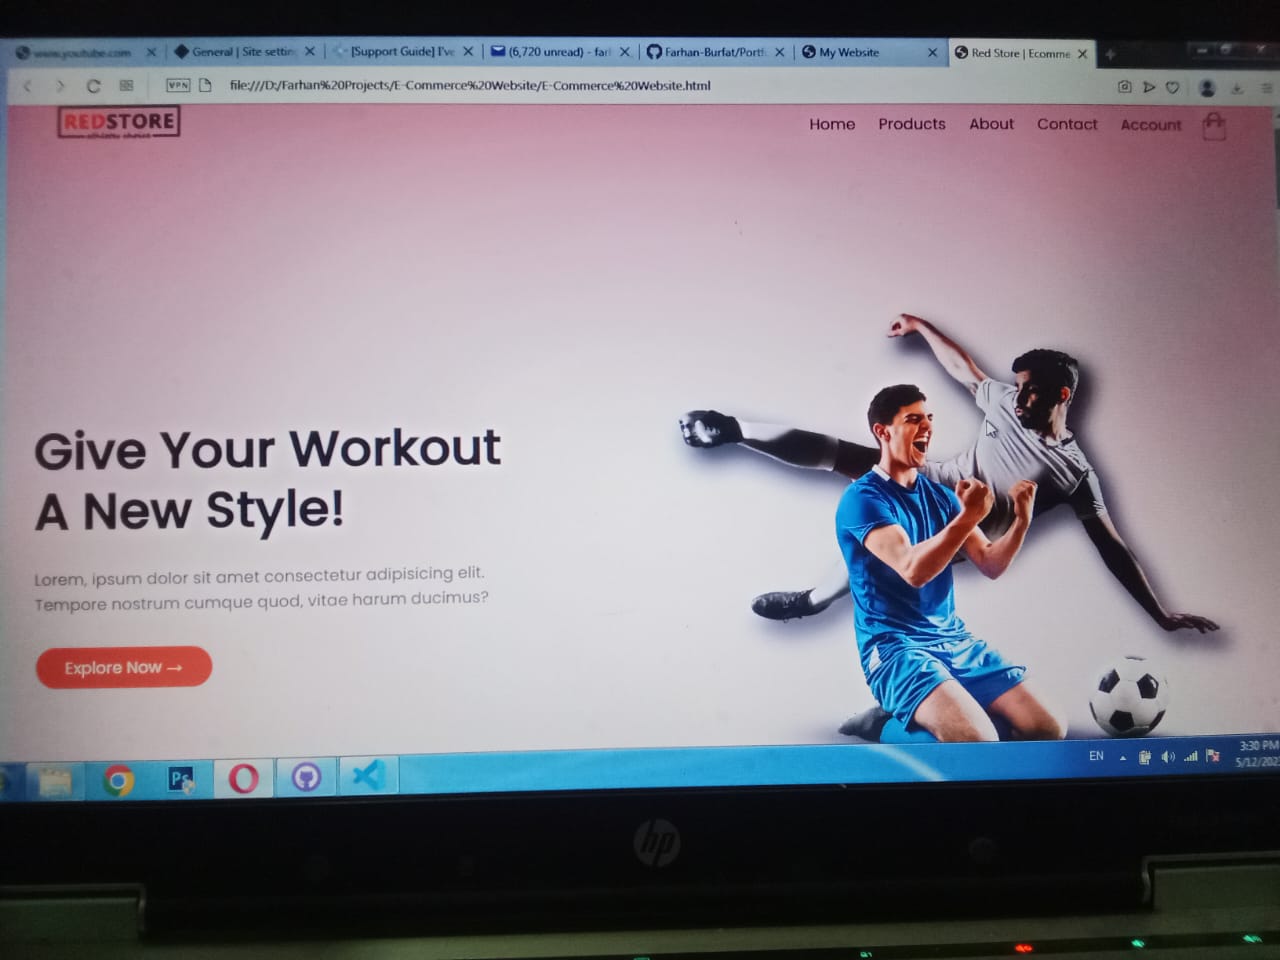 www.youtube.com
General | Site settin
[Support Guide] I've
(6,720 unread) - farl
Farhan-Burfat/Portf
My Website
Red Store | Ecomme
VPN
file:///D:/Farhan%20Projects/E-Commerce%20Website/E-Commerce%20Website.html
REDSTORE
Home
Products
About
Contact
Account
Give Your Workout
A New Style!
Lorem, ipsum dolor sit amet consectetur adipisicing elit.
Tempore nostrum cumque quod, vitae harum ducimus?
Explore Now →
Ps
EN
3:30 PM
5/12/202
hp